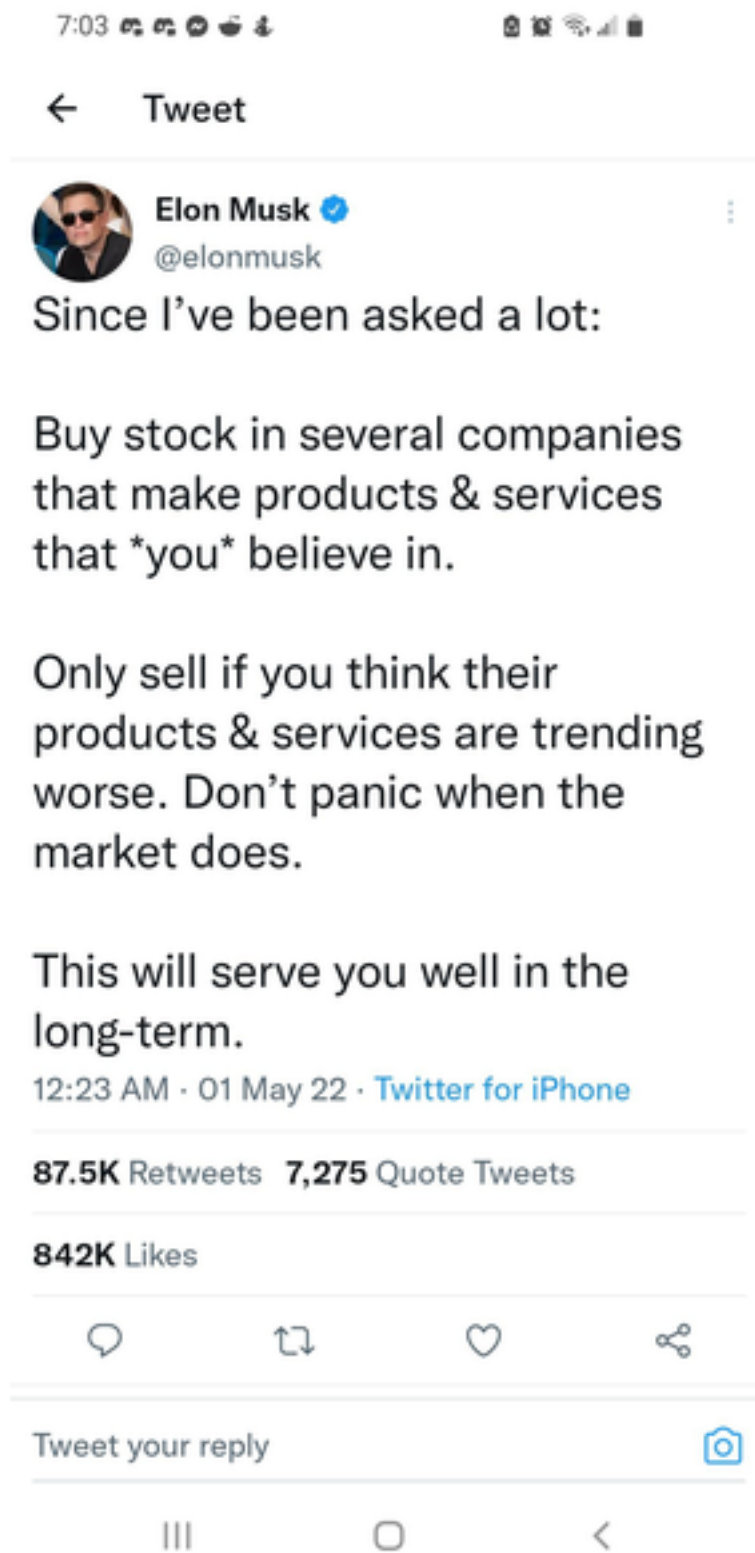 7:03
Tweet
Elon Musk
@elonmusk
Since I’ve been asked a lot:
Buy stock in several companies
that make products & services
that *you* believe in.
Only sell if you think their
products & services are trending
worse. Don’t panic when the
market does.
This will serve you well in the
long-term.
12:23 AM · 01 May 22 · Twitter for iPhone
87.5K Retweets 7,275 Quote Tweets
842K Likes
Tweet your reply